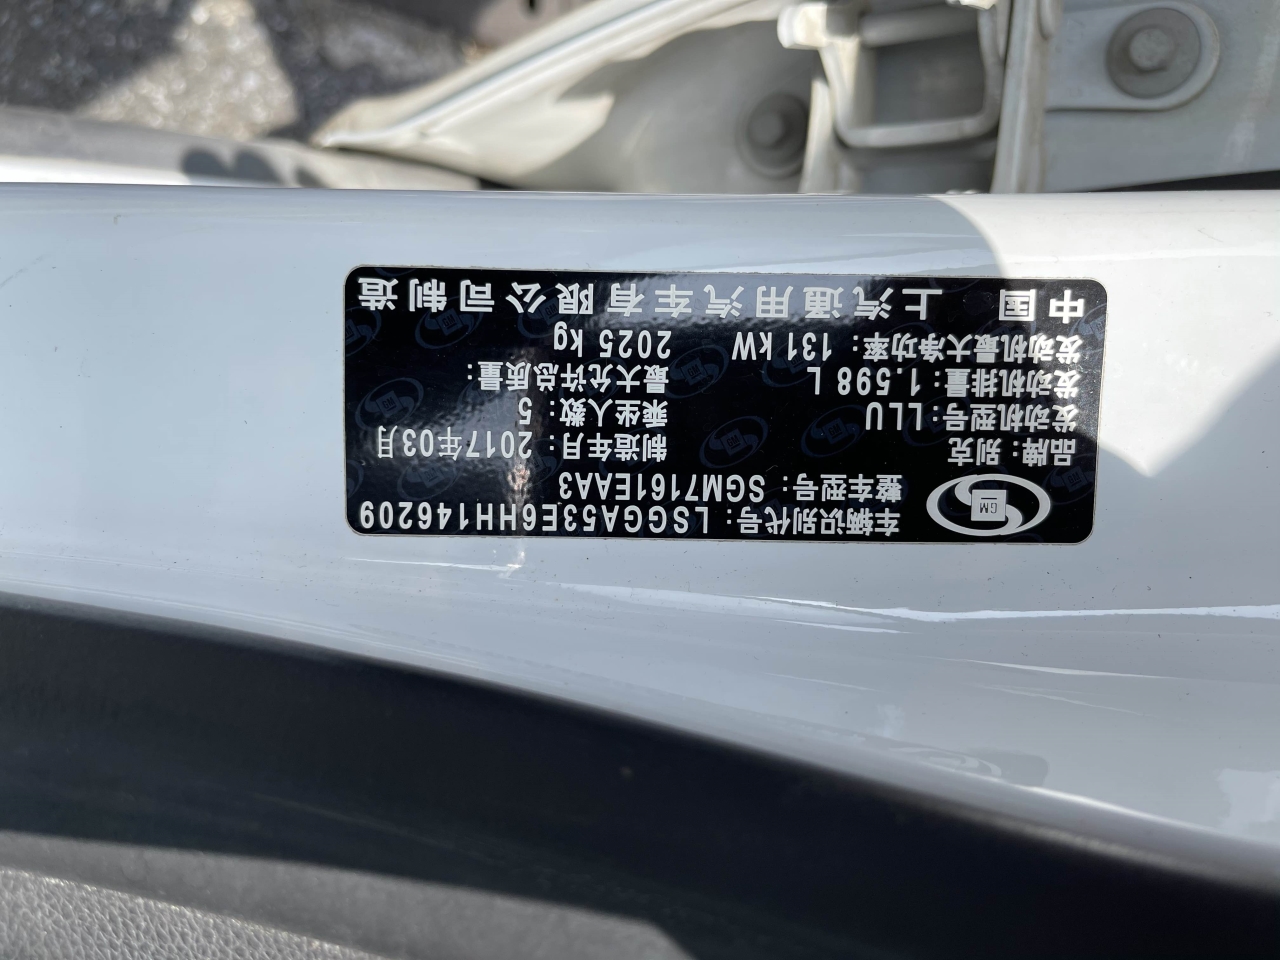 车辆识别代号：LSGGA53E6HH146209
整车型号：SGM7161EAA3
GM
品牌：别克 制造年月：2017年03月
发动机型号：LLU 乘坐人数：5
发动机排量：1.598 L 最大允许总质量：
发动机最大净功率：131 kW 2025 kg
中国 上汽通用汽车有限公司制造